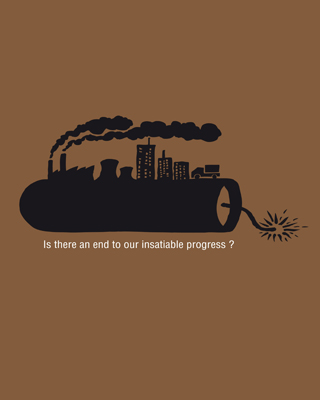 Is there an end to our insatiable progress ?